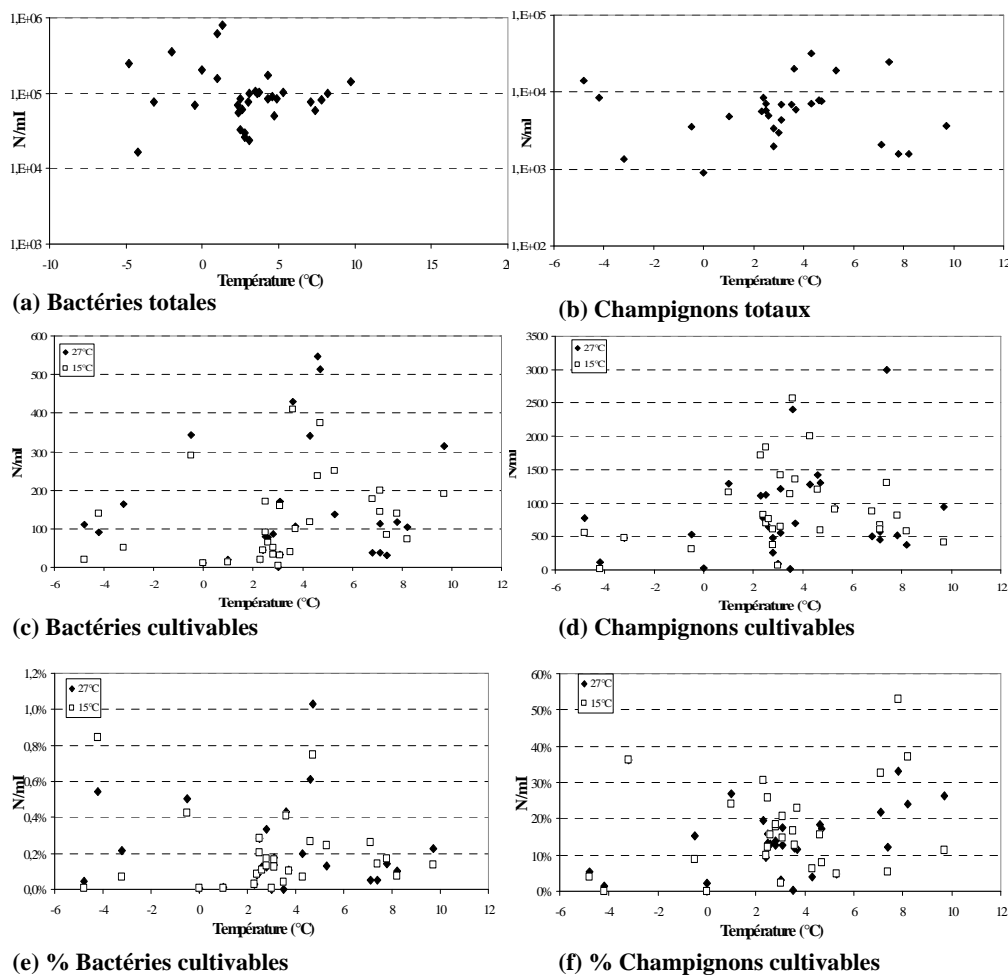 1,E+06
1,E+05
1,E+04
1,E+03
N/ml
-10 -5 0 5 10 15 2
Température (°C)
(a) Bactéries totales
1,E+05
1,E+04
1,E+03
1,E+02
N/ml
-6 -4 -2 0 2 4 6 8 10 12
Température (°C)
(b) Champignons totaux
600
500
400
300
200
100
0
N/ml
27°C
15°C
-6 -4 -2 0 2 4 6 8 10 12
Température (°C)
(c) Bactéries cultivables
3500
3000
2500
2000
1500
1000
500
0
N/ml
27°C
15°C
-6 -4 -2 0 2 4 6 8 10 12
Température (°C)
(d) Champignons cultivables
1,2%
1,0%
0,8%
0,6%
0,4%
0,2%
0,0%
N/ml
27°C
15°C
-6 -4 -2 0 2 4 6 8 10 12
Température (°C)
(e) % Bactéries cultivables
60%
50%
40%
30%
20%
10%
0%
N/ml
27°C
15°C
-6 -4 -2 0 2 4 6 8 10 12
Température (°C)
(f) % Champignons cultivables